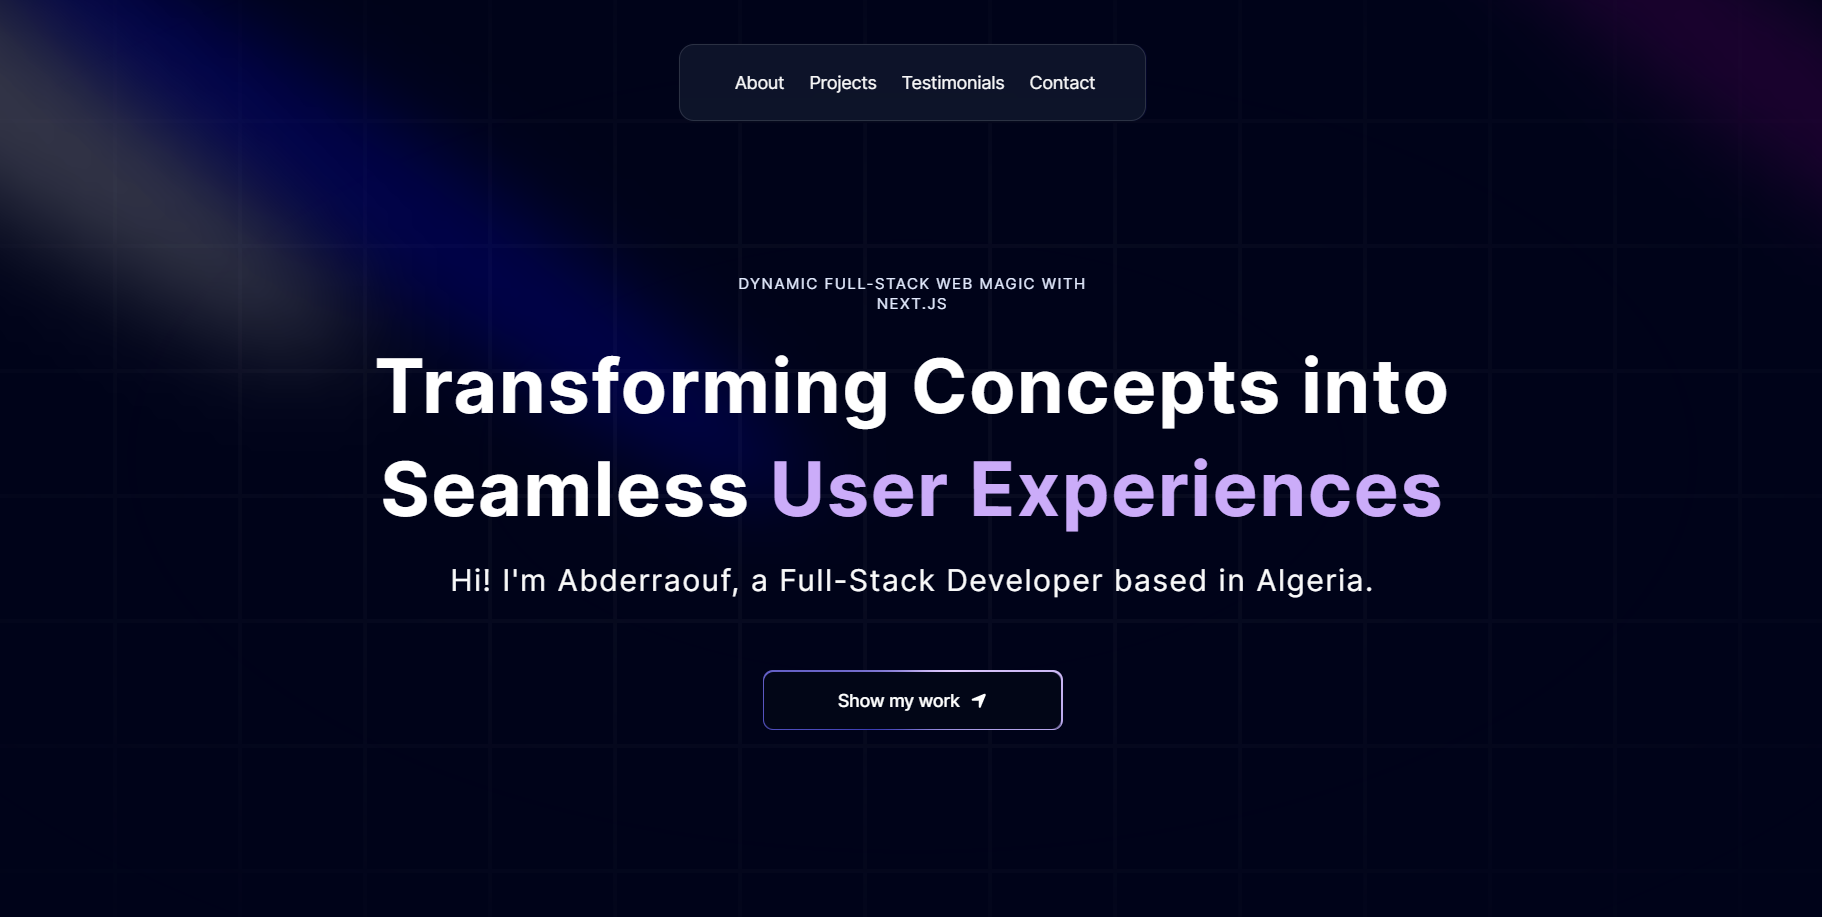 About Projects Testimonials Contact
DYNAMIC FULL-STACK WEB MAGIC WITH
NEXT.JS
Transforming Concepts into
Seamless User Experiences
Hi! I'm Abderraouf, a Full-Stack Developer based in Algeria.
Show my work